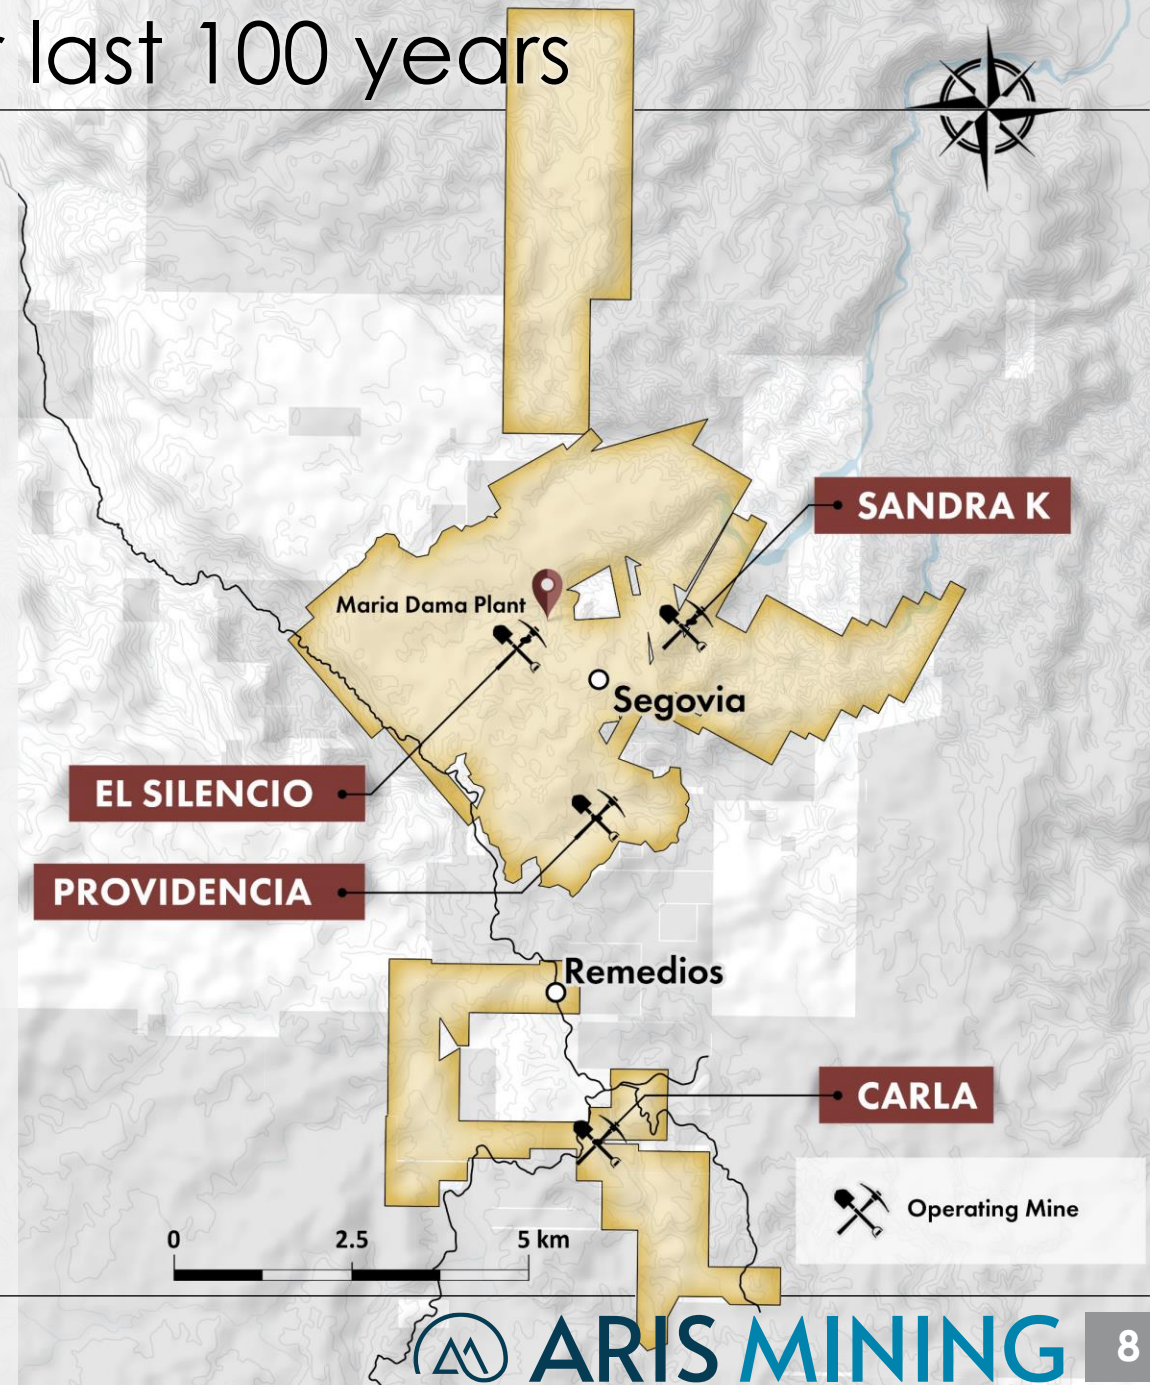 last 100 years
SANDRA K
Maria Dama Plant
Segovia
EL SILENCIO
PROVIDENCIA
Remedios
CARLA
Operating Mine
0 2.5 5 km
ARIS MINING
8